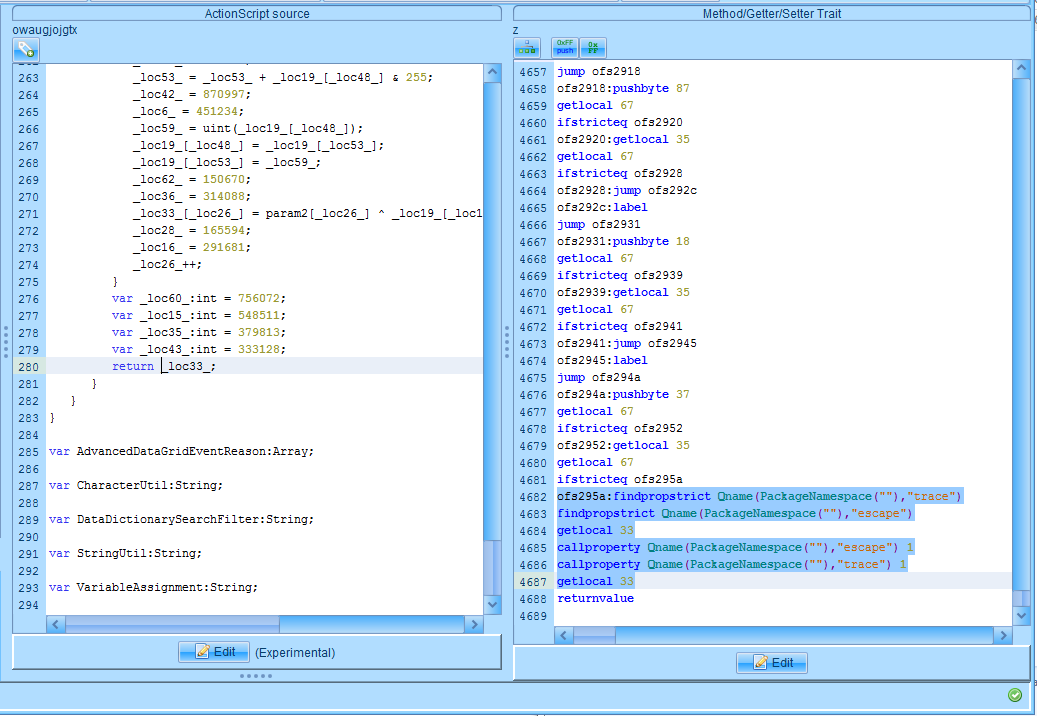 ActionScript source
owaugjojgtx
263 _loc53_ = _loc53_ + _loc19_[_loc48_] & 255;
264 _loc42_ = 870997;
265 _loc6_ = 451234;
266 _loc59_ = uint(_loc19_[_loc48_]);
267 _loc19_[_loc48_] = _loc19_[_loc53_];
268 _loc19_[_loc53_] = _loc59_;
269 _loc62_ = 150670;
270 _loc36_ = 314088;
271 _loc33_[_loc26_] = param2[_loc26_] ^ _loc19_[_loc1
272 _loc28_ = 165594;
273 _loc16_ = 291681;
274 _loc26_++;
275 }
276 var _loc60_:int = 756072;
277 var _loc15_:int = 548511;
278 var _loc35_:int = 379813;
279 var _loc43_:int = 333128;
280 return _loc33_;
281 }
282 }
283 }
284
285 var AdvancedDataGridEventReason:Array;
286
287 var CharacterUtil:String;
288
289 var DataDictionarySearchFilter:String;
290
291 var StringUtil:String;
292
293 var VariableAssignment:String;
294
Edit (Experimental)
Method/Getter/Setter Trait
z
0xFF push 0x FF
4657 jump ofs2918
4658 ofs2918:pushbyte 87
4659 getlocal 67
4660 ifstricteq ofs2920
4661 ofs2920:getlocal 35
4662 getlocal 67
4663 ifstricteq ofs2928
4664 ofs2928:jump ofs292c
4665 ofs292c:label
4666 jump ofs2931
4667 ofs2931:pushbyte 18
4668 getlocal 67
4669 ifstricteq ofs2939
4670 ofs2939:getlocal 35
4671 getlocal 67
4672 ifstricteq ofs2941
4673 ofs2941:jump ofs2945
4674 ofs2945:label
4675 jump ofs294a
4676 ofs294a:pushbyte 37
4677 getlocal 67
4678 ifstricteq ofs2952
4679 ofs2952:getlocal 35
4680 getlocal 67
4681 ifstricteq ofs295a
4682 ofs295a:findpropstrict Qname(PackageNamespace(""),"trace")
4683 findpropstrict Qname(PackageNamespace(""),"escape")
4684 getlocal 33
4685 callproperty Qname(PackageNamespace(""),"escape") 1
4686 callproperty Qname(PackageNamespace(""),"trace") 1
4687 getlocal 33
4688 returnvalue
4689
Edit